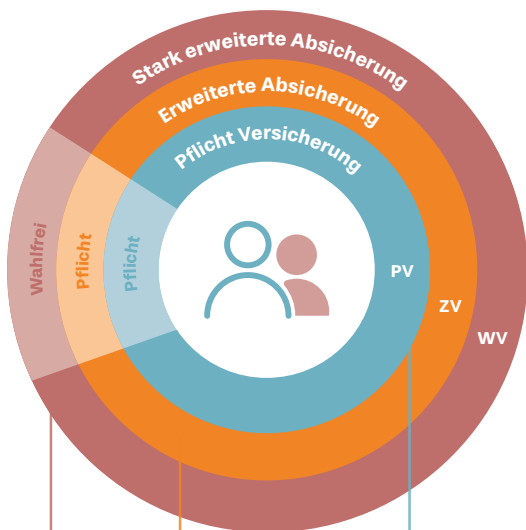 Stark erweiterte Absicherung
Erweiterte Absicherung
Pflicht Versicherung
Wahlfrei
Pflicht
Pflicht
PV
ZV
WV